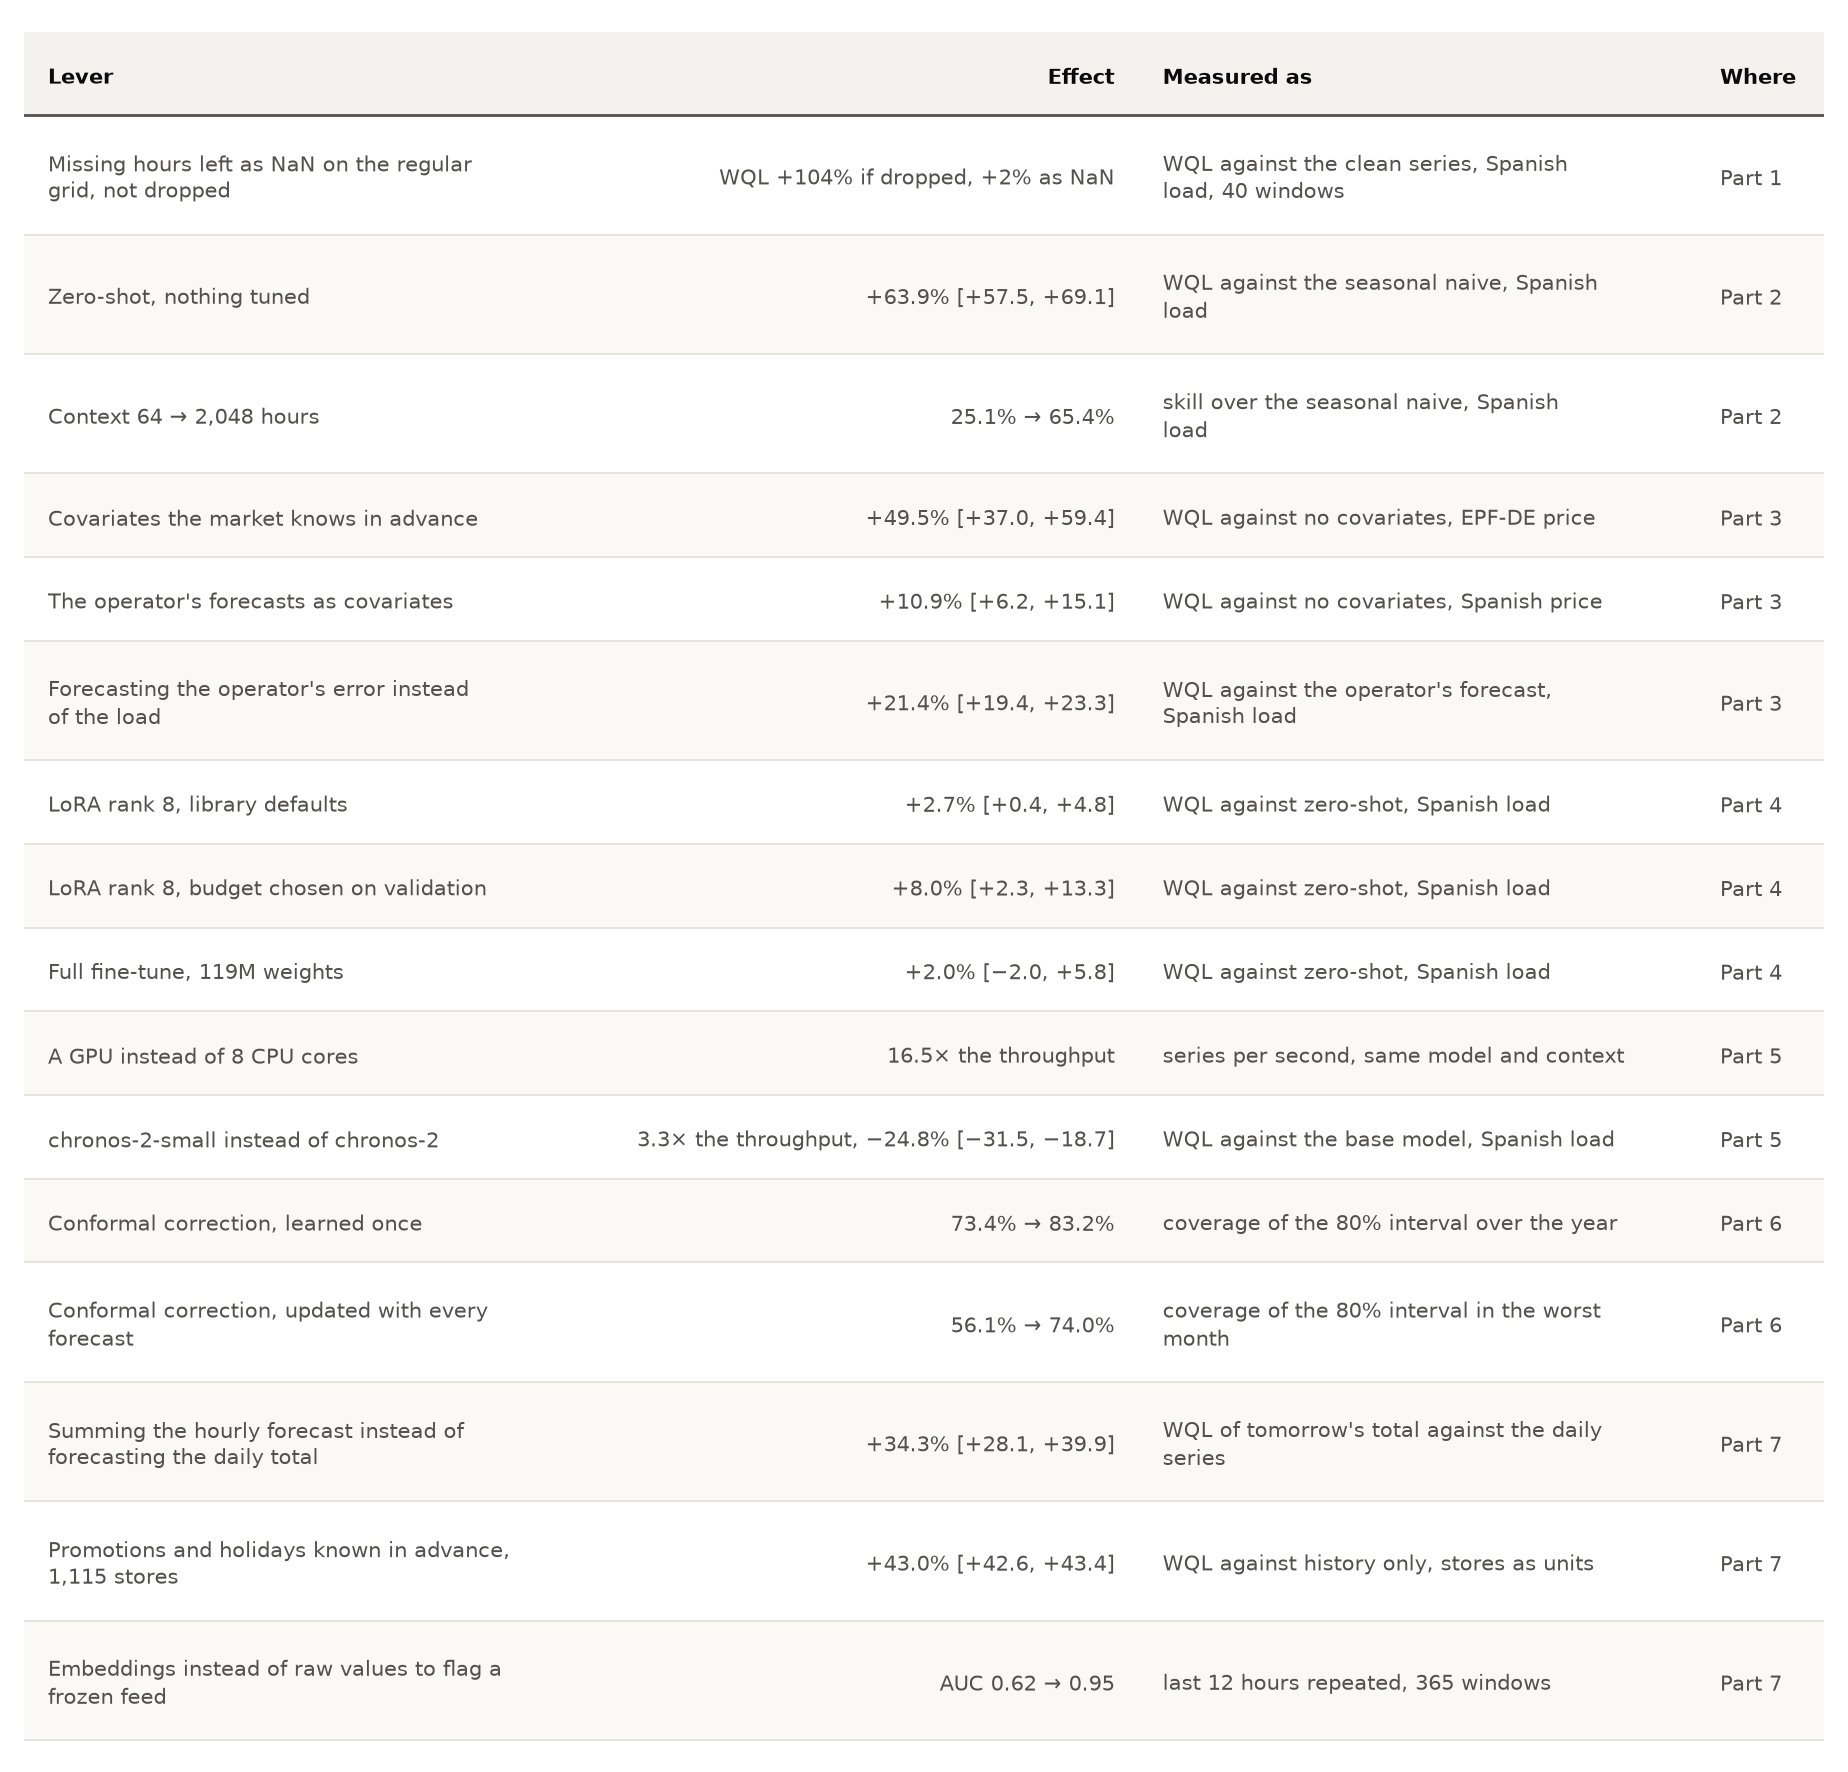 Lever Effect Measured as Where
Missing hours left as NaN on the regular
grid, not dropped
WQL +104% if dropped, +2% as NaN
WQL against the clean series, Spanish
load, 40 windows
Part 1
Zero-shot, nothing tuned
+63.9% [+57.5, +69.1]
WQL against the seasonal naive, Spanish
load
Part 2
Context 64 → 2,048 hours
25.1% → 65.4%
skill over the seasonal naive, Spanish
load
Part 2
Covariates the market knows in advance +49.5% [+37.0, +59.4] WQL against no covariates, EPF-DE price Part 3
The operator's forecasts as covariates +10.9% [+6.2, +15.1] WQL against no covariates, Spanish price Part 3
Forecasting the operator's error instead
of the load
+21.4% [+19.4, +23.3]
WQL against the operator's forecast,
Spanish load
Part 3
LoRA rank 8, library defaults +2.7% [+0.4, +4.8] WQL against zero-shot, Spanish load Part 4
LoRA rank 8, budget chosen on validation +8.0% [+2.3, +13.3] WQL against zero-shot, Spanish load Part 4
Full fine-tune, 119M weights +2.0% [−2.0, +5.8] WQL against zero-shot, Spanish load Part 4
A GPU instead of 8 CPU cores 16.5× the throughput series per second, same model and context Part 5
chronos-2-small instead of chronos-2 3.3× the throughput, −24.8% [−31.5, −18.7] WQL against the base model, Spanish load Part 5
Conformal correction, learned once 73.4% → 83.2% coverage of the 80% interval over the year Part 6
Conformal correction, updated with every
forecast
56.1% → 74.0%
coverage of the 80% interval in the worst
month
Part 6
Summing the hourly forecast instead of
forecasting the daily total
+34.3% [+28.1, +39.9]
WQL of tomorrow's total against the daily
series
Part 7
Promotions and holidays known in advance,
1,115 stores
+43.0% [+42.6, +43.4]
WQL against history only, stores as units
Part 7
Embeddings instead of raw values to flag a
frozen feed
AUC 0.62 → 0.95
last 12 hours repeated, 365 windows
Part 7